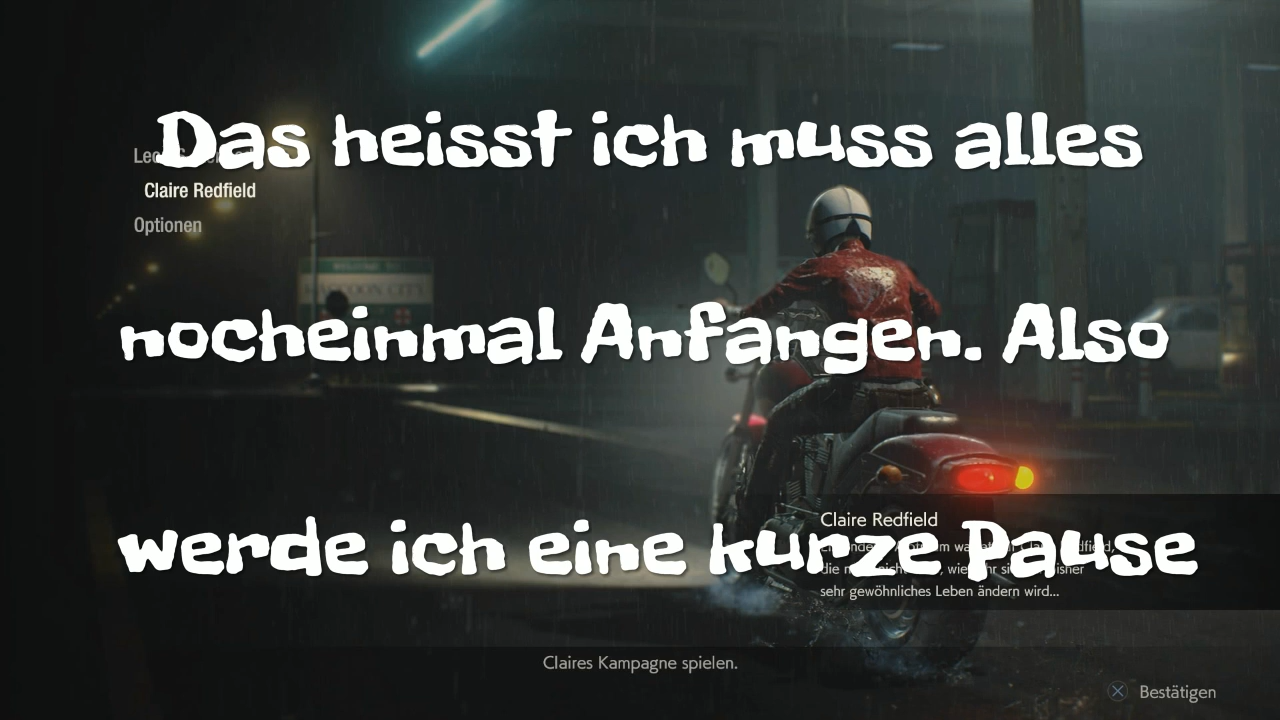 Das heisst ich muss alles
Claire Redfield
Optionen
nocheinmal Anfangen. Also
werde ich eine kurze Pause
Claire Redfield
sehr gewöhnliches Leben ändern wird...
Claires Kampagne spielen.
Bestätigen